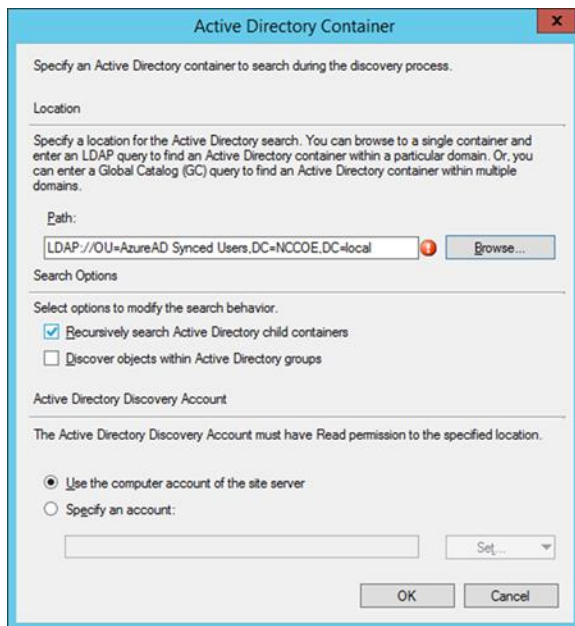 Active Directory Container
x
Specify an Active Directory container to search during the discovery process.
Location
Specify a location for the Active Directory search. You can browse to a single container and
enter an LDAP query to find an Active Directory container within a particular domain. Or, you
can enter a Global Catalog (GC) query to find an Active Directory container within multiple
domains.
Path:
LDAP://OU=AzureAD Synced Users,DC=NCCOE,DC=local
!
Browse...
Search Options
Select options to modify the search behavior.
Recursively search Active Directory child containers
Discover objects within Active Directory groups
Active Directory Discovery Account
The Active Directory Discovery Account must have Read permission to the specified location.
Use the computer account of the site server
Specify an account:
Set...
OK
Cancel